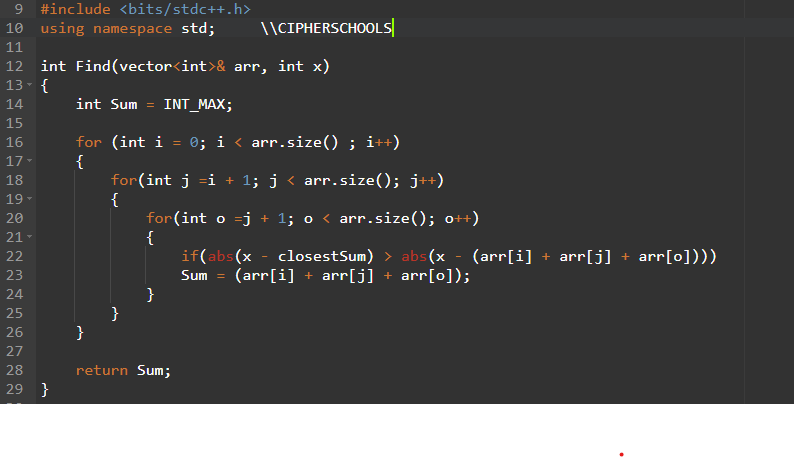 9 #include <bits/stdc++.h>
10 using namespace std;     \\CIPHERSCHOOLS
11
12 int Find(vector<int>& arr, int x)
13 {
14     int Sum = INT_MAX;
15
16     for (int i = 0; i < arr.size() ; i++)
17     {
18         for(int j =i + 1; j < arr.size(); j++)
19         {
20             for(int o =j + 1; o < arr.size(); o++)
21             {
22                 if(abs(x - closestSum) > abs(x - (arr[i] + arr[j] + arr[o])))
23                 Sum = (arr[i] + arr[j] + arr[o]);
24             }
25         }
26     }
27
28     return Sum;
29 }